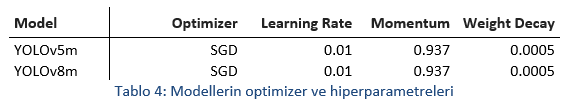 Model Optimizer Learning Rate Momentum Weight Decay
YOLOv5m SGD 0.01 0.937 0.0005
YOLOv8m SGD 0.01 0.937 0.0005
Tablo 4: Modellerin optimizer ve hiperparametreleri